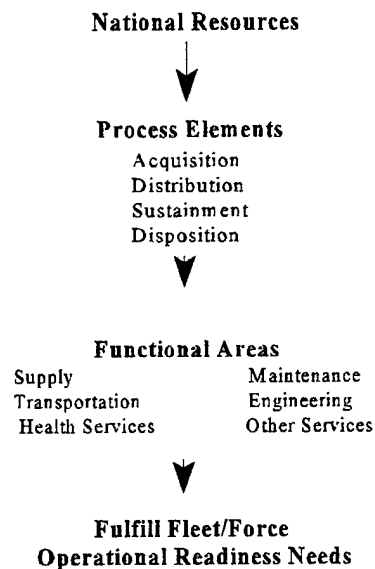 National Resources
Process Elements
Acquisition
Distribution
Sustainment
Disposition
Functional Areas
Supply Maintenance
Transportation Engineering
Health Services Other Services
Fulfill Fleet/Force
Operational Readiness Needs